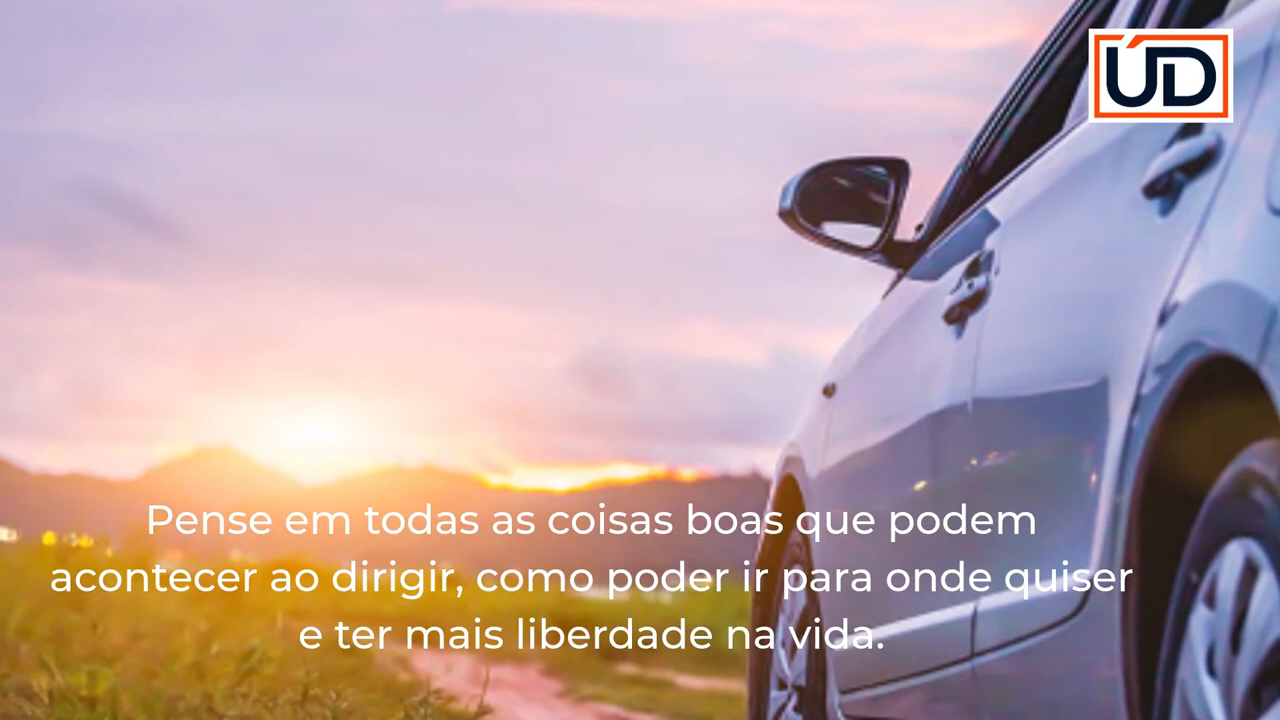 ÚD
Pense em todas as coisas boas que podem
acontecer ao dirigir, como poder ir para onde quiser
e ter mais liberdade na vida.